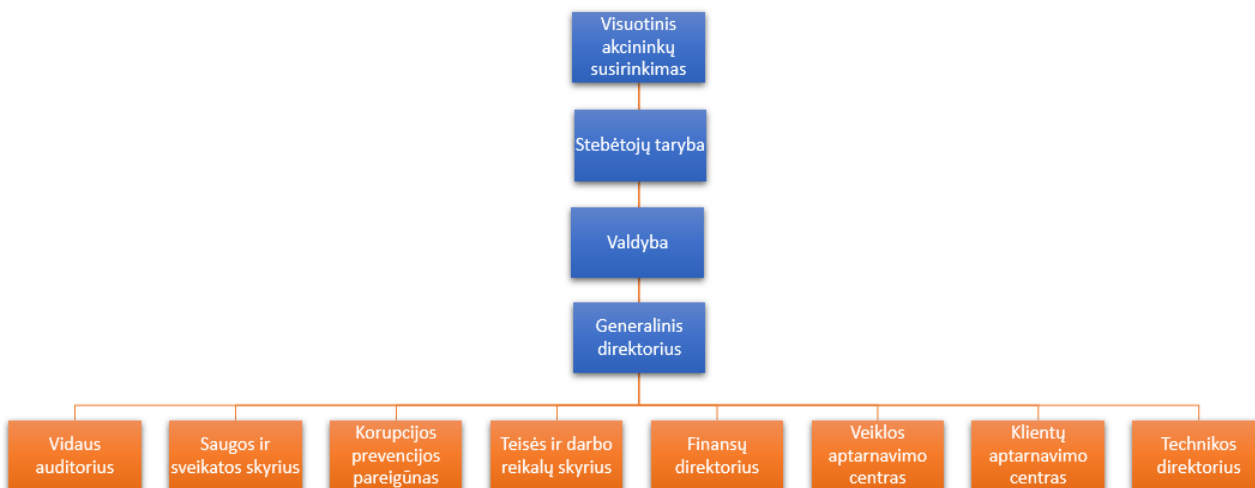 Visuotinis
akcininkų
susirinkimas
Stebėtojų taryba
Valdyba
Generalinis
direktorius
Vidaus
auditorius
Saugos ir
sveikatos skyrius
Korupcijos
prevencijos
pareigūnas
Teisės ir darbo
reikalų skyrius
Finansų
direktorius
Veiklos
aptarnavimo
centras
Klientų
aptarnavimo
centras
Technikos
direktorius